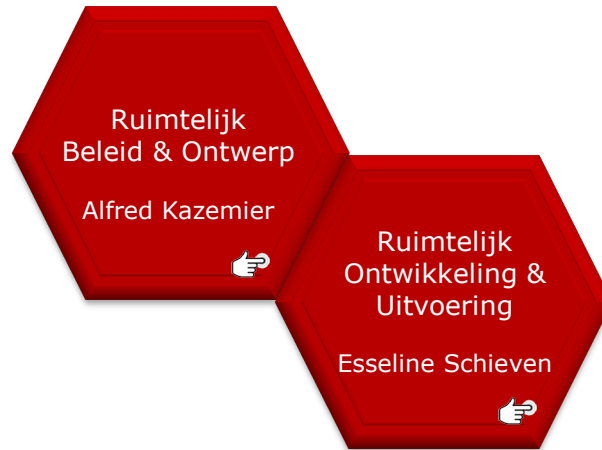 Ruimtelijk
Beleid & Ontwerp
Alfred Kazemier
Ruimtelijk
Ontwikkeling &
Uitvoering
Esseline Schieven